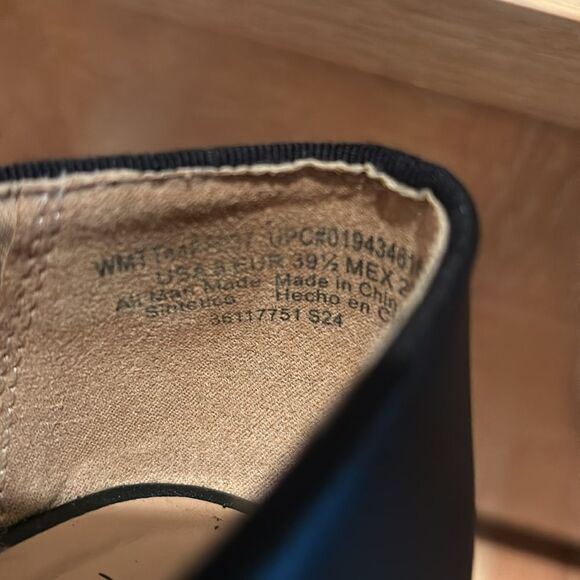 UPC#01943461
USA 8 EUR 39½ MEX 2
All Man Made Made in Chin
Sintetico Hecho en C
36117751 S24